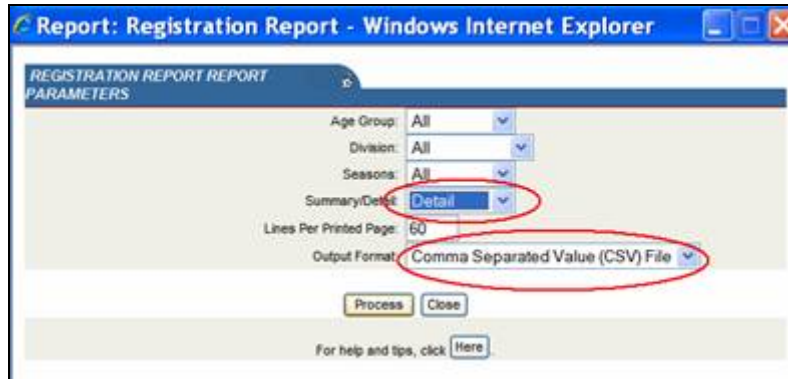 Report: Registration Report - Windows Internet Explorer
REGISTRATION REPORT REPORT
PARAMETERS
Age Group: All
Division: All
Seasons: All
Summary/Detail: Detail
Lines Per Printed Page: 60
Output Format: Comma Separated Value (CSV) File
Process Close
For help and tips, click Here.